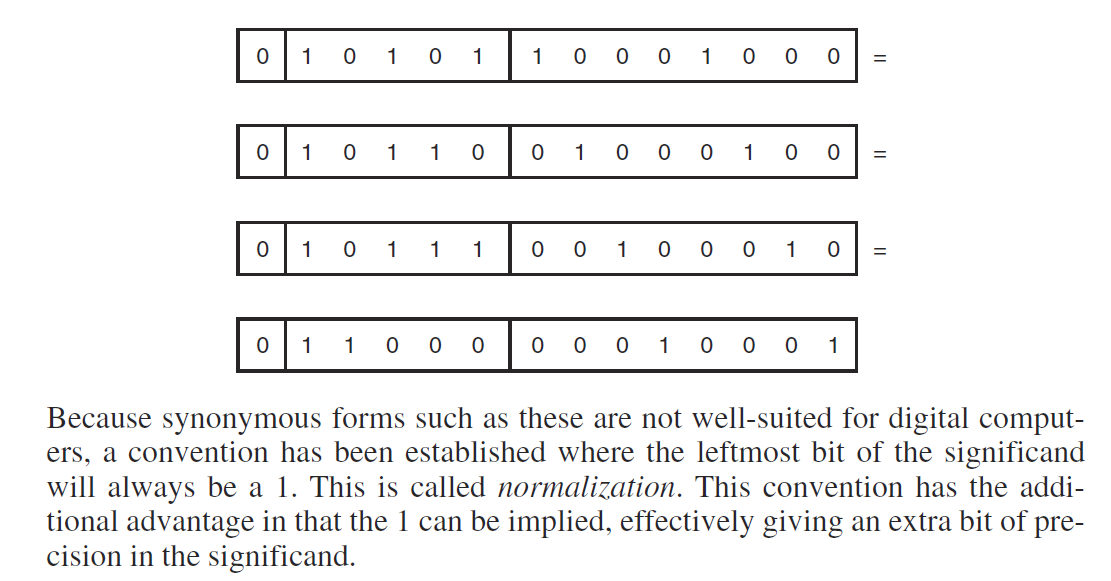 0 1 0 1 0 1 1 0 0 0 1 0 0 0 =
0 1 0 1 1 0 0 1 0 0 0 1 0 0 =
0 1 0 1 1 1 0 0 1 0 0 0 1 0 =
0 1 1 0 0 0 0 0 0 1 0 0 0 1
Because synonymous forms such as these are not well-suited for digital comput-
ers, a convention has been established where the leftmost bit of the significand
will always be a 1. This is called normalization. This convention has the addi-
tional advantage in that the 1 can be implied, effectively giving an extra bit of pre-
cision in the significand.